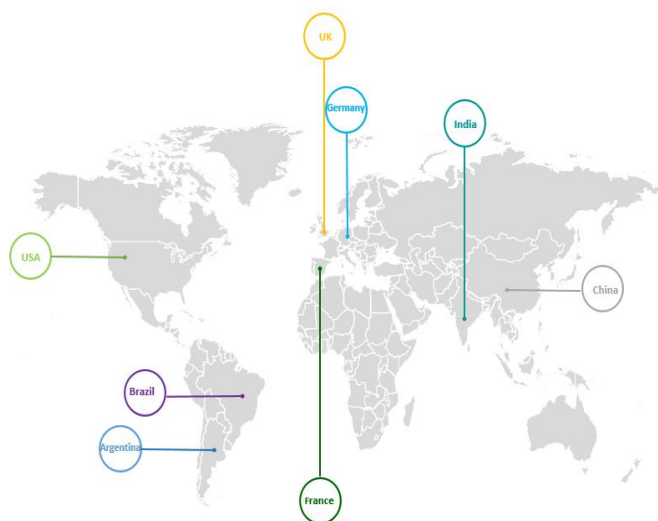 UK
Germany
India
USA
China
Brazil
Argentina
France